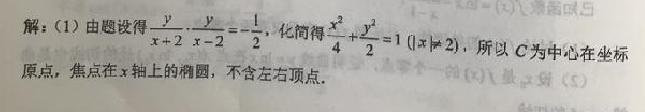 解：(1) 由题设得 y/(x+2) · y/(x−2) = −1/2，化简得 x²/4 + y²/2 = 1 (|x|≠2)，所以 C 为中心在坐标
原点，焦点在 x 轴上的椭圆，不含左右顶点．